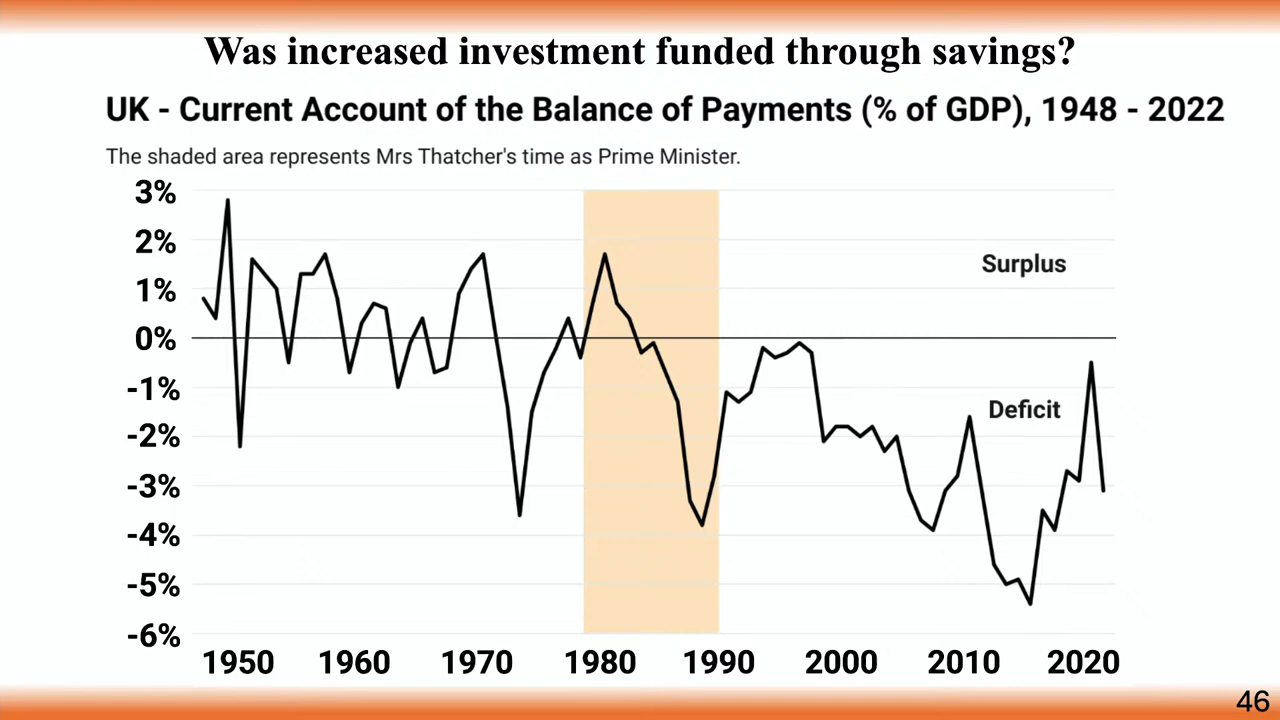 Was increased investment funded through savings?
UK - Current Account of the Balance of Payments (% of GDP), 1948 - 2022
The shaded area represents Mrs Thatcher's time as Prime Minister.
3%
2%
Surplus
1%
0%
-1%
Deficit
-2%
-3%
-4%
-5%
-6%
1950 1960 1970 1980 1990 2000 2010 2020
46